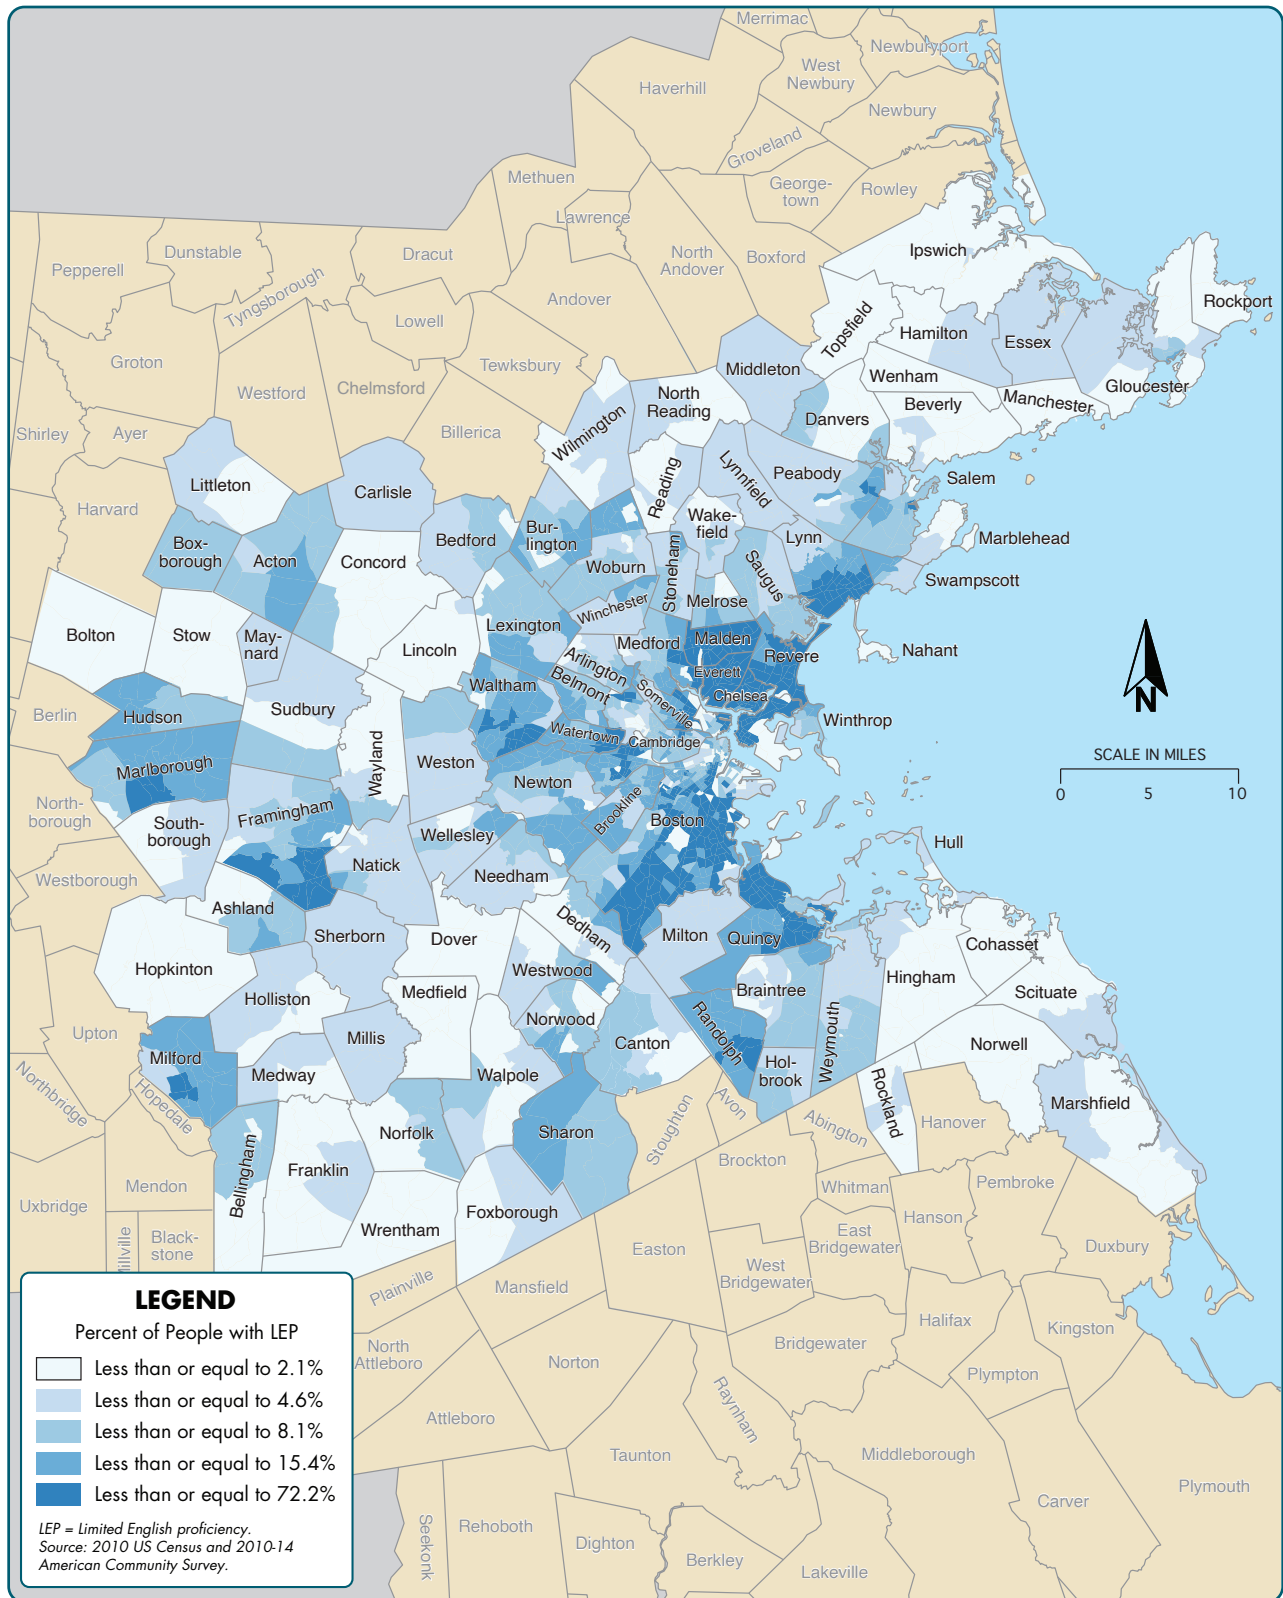 Merrimac
Newburyport
West
Newbury
Haverhill
Newbury
Groveland
Methuen
George-
town
Rowley
Lawrence
Dunstable
Dracut
North
Andover
Boxford
Ipswich
Pepperell
Tyngsborough
Andover
Rockport
Lowell
Topsfield
Hamilton
Essex
Groton
Tewksbury
Middleton
Wenham
Gloucester
Westford
Chelmsford
North
Reading
Manchester
Beverly
Danvers
Shirley
Ayer
Billerica
Wilmington
Littleton
Carlisle
Reading
Lynnfield
Peabody
Salem
Harvard
Wake-
field
Bur-
lington
Bedford
Lynn
Marblehead
Box-
borough
Acton
Concord
Woburn
Stoneham
Saugus
Swampscott
Winchester
Melrose
Bolton
Stow
May-
nard
Lincoln
Lexington
Medford
Malden
Revere
Nahant
Arlington
Everett
Belmont
Waltham
Somerville
Chelsea
Berlin
Hudson
Sudbury
Winthrop
Watertown
Cambridge
N
Marlborough
Wayland
Weston
Newton
SCALE IN MILES
0
5
10
North-
borough
South-
borough
Framingham
Brookline
Boston
Wellesley
Hull
Natick
Needham
Westborough
Ashland
Sherborn
Dover
Dedham
Milton
Quincy
Cohasset
Hopkinton
Westwood
Hingham
Braintree
Scituate
Holliston
Medfield
Norwood
Randolph
Weymouth
Upton
Millis
Canton
Norwell
Milford
Medway
Walpole
Hol-
brook
Northbridge
Hopedale
Rockland
Marshfield
Avon
Abington
Hanover
Norfolk
Sharon
Stoughton
Bellingham
Franklin
Brockton
Pembroke
Mendon
Whitman
Uxbridge
Foxborough
Wrentham
Hanson
Black-
stone
East
Bridgewater
Easton
Duxbury
West
Bridgewater
Plainville
Mansfield
Halifax
Kingston
Bridgewater
North
Attleboro
Norton
Plympton
Raynham
Attleboro
Taunton
Middleborough
Plymouth
Carver
Seekonk
Rehoboth
Dighton
Berkley
Lakeville
LEGEND
Percent of People with LEP
Less than or equal to 2.1%
Less than or equal to 4.6%
Less than or equal to 8.1%
Less than or equal to 15.4%
Less than or equal to 72.2%
LEP = Limited English proficiency.
Source: 2010 US Census and 2010-14
American Community Survey.